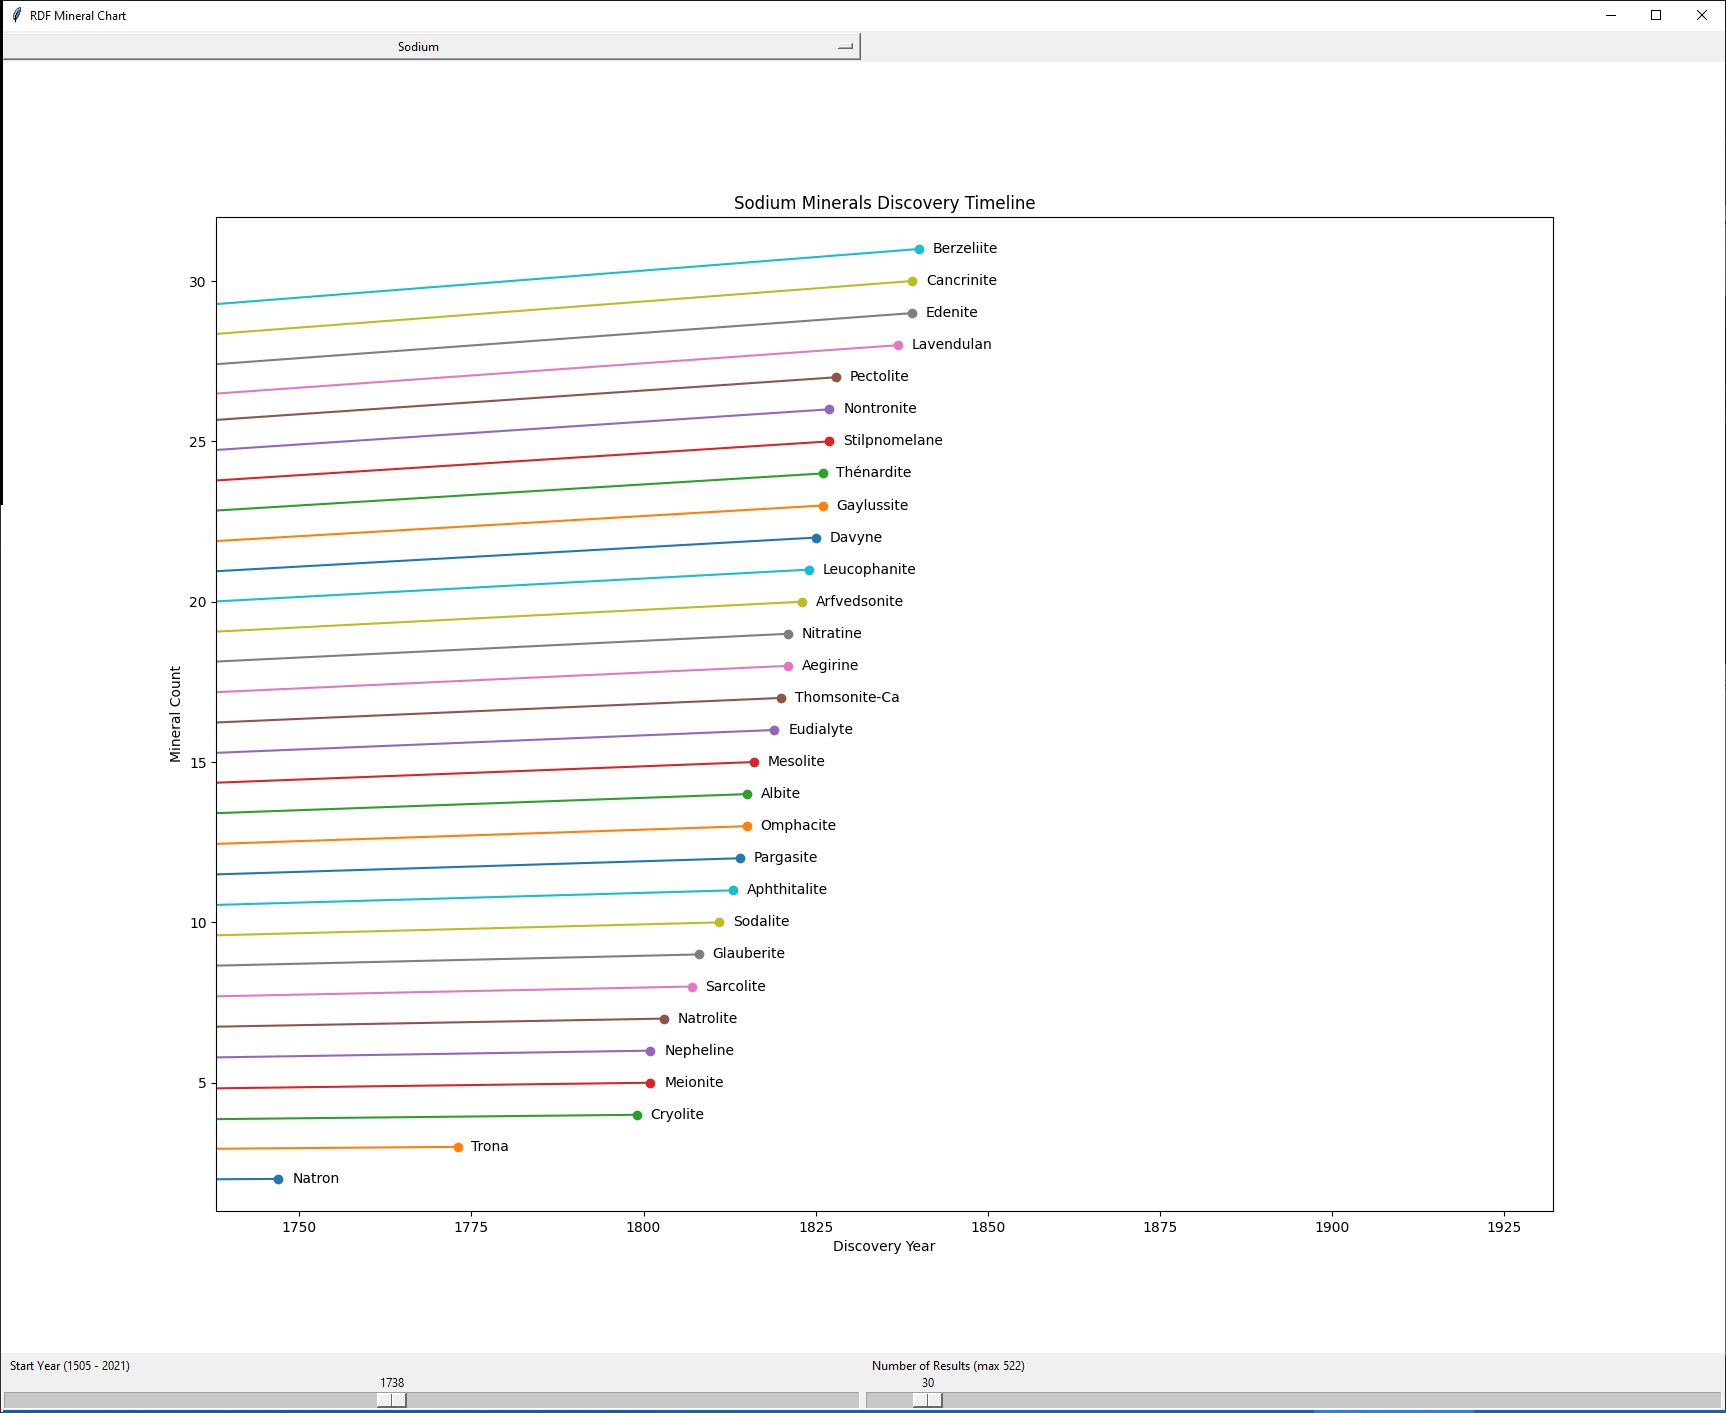 RDF Mineral Chart
Sodium
Sodium Minerals Discovery Timeline
Berzeliite
30
Cancrinite
Edenite
Lavendulan
Pectolite
Nontronite
25
Stilpnomelane
Thénardite
Gaylussite
Davyne
Leucophanite
20
Arfvedsonite
Nitratine
Aegirine
Thomsonite-Ca
Mineral Count
Eudialyte
15
Mesolite
Albite
Omphacite
Pargasite
Aphthitalite
10
Sodalite
Glauberite
Sarcolite
Natrolite
Nepheline
5
Meionite
Cryolite
Trona
Natron
1750 1775 1800 1825 1850 1875 1900 1925
Discovery Year
Start Year (1505 - 2021)
1738
Number of Results (max 522)
30